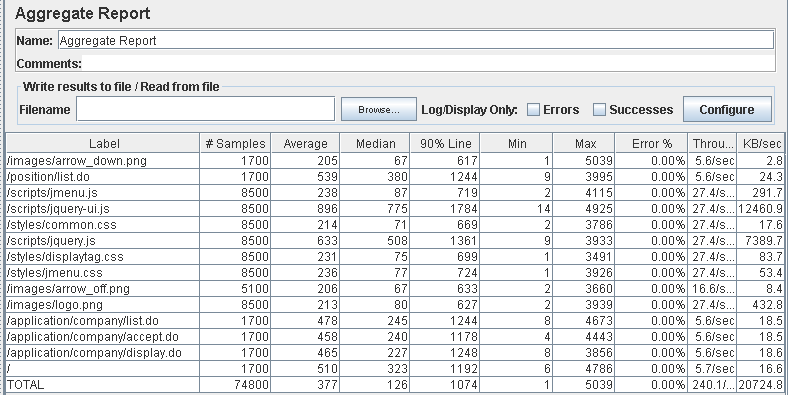 Aggregate Report
Name: Aggregate Report
Comments:
Write results to file / Read from file
Filename Browse... Log/Display Only: Errors Successes Configure
Label # Samples Average Median 90% Line Min Max Error % Throu... KB/sec
/images/arrow_down.png 1700 205 67 617 1 5039 0.00% 5.6/sec 2.8
/position/list.do 1700 539 380 1244 9 3995 0.00% 5.6/sec 24.3
/scripts/jmenu.js 8500 238 87 719 2 4115 0.00% 27.4/s... 291.7
/scripts/jquery-ui.js 8500 896 775 1784 14 4925 0.00% 27.4/s... 12460.9
/styles/common.css 8500 214 71 669 2 3786 0.00% 27.4/s... 17.6
/scripts/jquery.js 8500 633 508 1361 9 3933 0.00% 27.4/s... 7389.7
/styles/displaytag.css 8500 231 75 699 1 3491 0.00% 27.4/s... 83.7
/styles/jmenu.css 8500 236 77 724 1 3926 0.00% 27.4/s... 53.4
/images/arrow_off.png 5100 206 67 633 2 3660 0.00% 16.6/s... 8.4
/images/logo.png 8500 213 80 627 2 3939 0.00% 27.4/s... 432.8
/application/company/list.do 1700 478 245 1244 8 4673 0.00% 5.6/sec 18.5
/application/company/accept.do 1700 458 240 1178 4 4443 0.00% 5.6/sec 18.5
/application/company/display.do 1700 465 227 1248 8 3856 0.00% 5.6/sec 18.6
/ 1700 510 323 1192 6 4786 0.00% 5.7/sec 16.6
TOTAL 74800 377 126 1074 1 5039 0.00% 240.1/... 20724.8